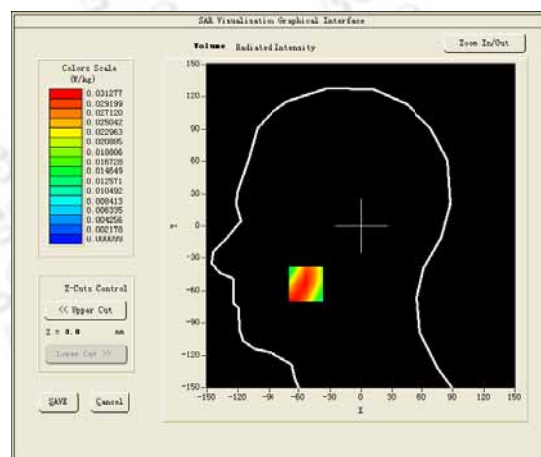 SAR Visualisation Graphical Interface
Volume Radiated Intensity
Zoom In/Out
Colors Scale
(W/kg)
0.031277
0.029199
0.027120
0.025042
0.022963
0.020885
0.018806
0.016728
0.014649
0.012571
0.010492
0.008413
0.006335
0.004256
0.002178
0.000099
150
120
90
60
30
0
-30
-60
-90
-120
-150
Y
-150 -120 -90 -60 -30 0 30 60 90 120 150
X
Z-Cuts Control
<< Upper Cut
Z = 0.0 mm
Lower Cut >>
SAVE Cancel